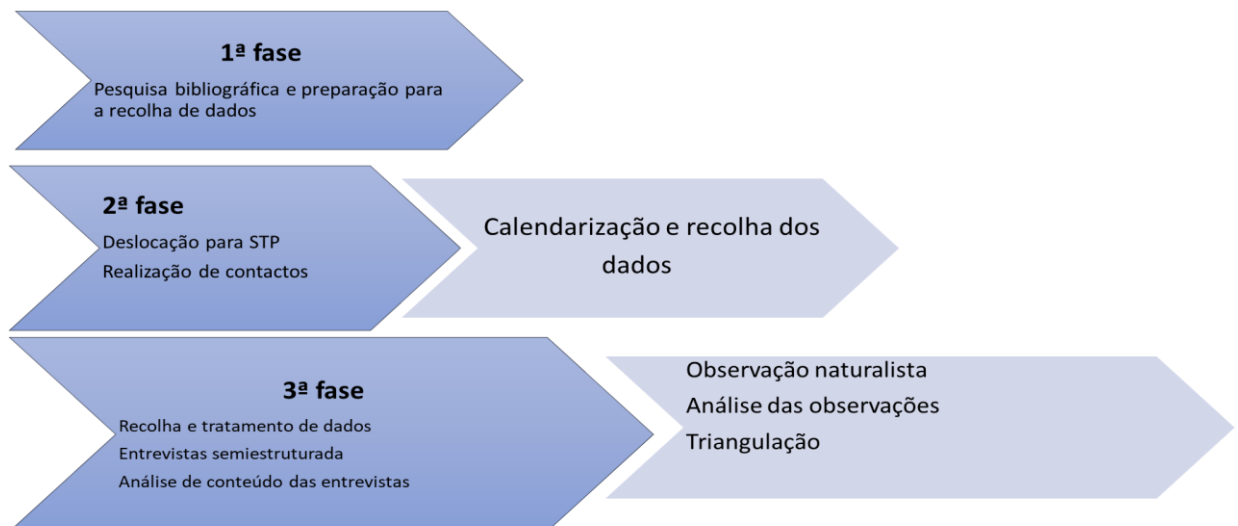 1ª fase
Pesquisa bibliográfica e preparação para
a recolha de dados
2ª fase
Deslocação para STP
Realização de contactos
Calendarização e recolha dos
dados
3ª fase
Recolha e tratamento de dados
Entrevistas semiestruturada
Análise de conteúdo das entrevistas
Observação naturalista
Análise das observações
Triangulação